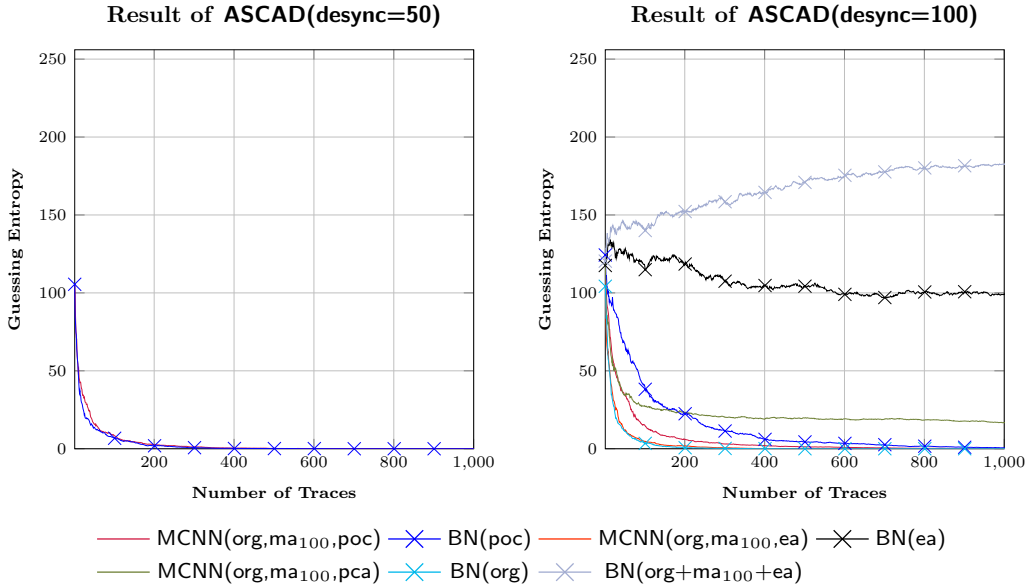 Result of ASCAD(desync=50)
250
200
150
100
50
0
200
400
600
800
1,000
Guessing Entropy
Number of Traces
Result of ASCAD(desync=100)
250
200
150
100
50
0
200
400
600
800
1,000
Guessing Entropy
Number of Traces
MCNN(org,ma₁₀₀,poc) BN(poc) MCNN(org,ma₁₀₀,ea) BN(ea)
MCNN(org,ma₁₀₀,pca) BN(org) BN(org+ma₁₀₀+ea)